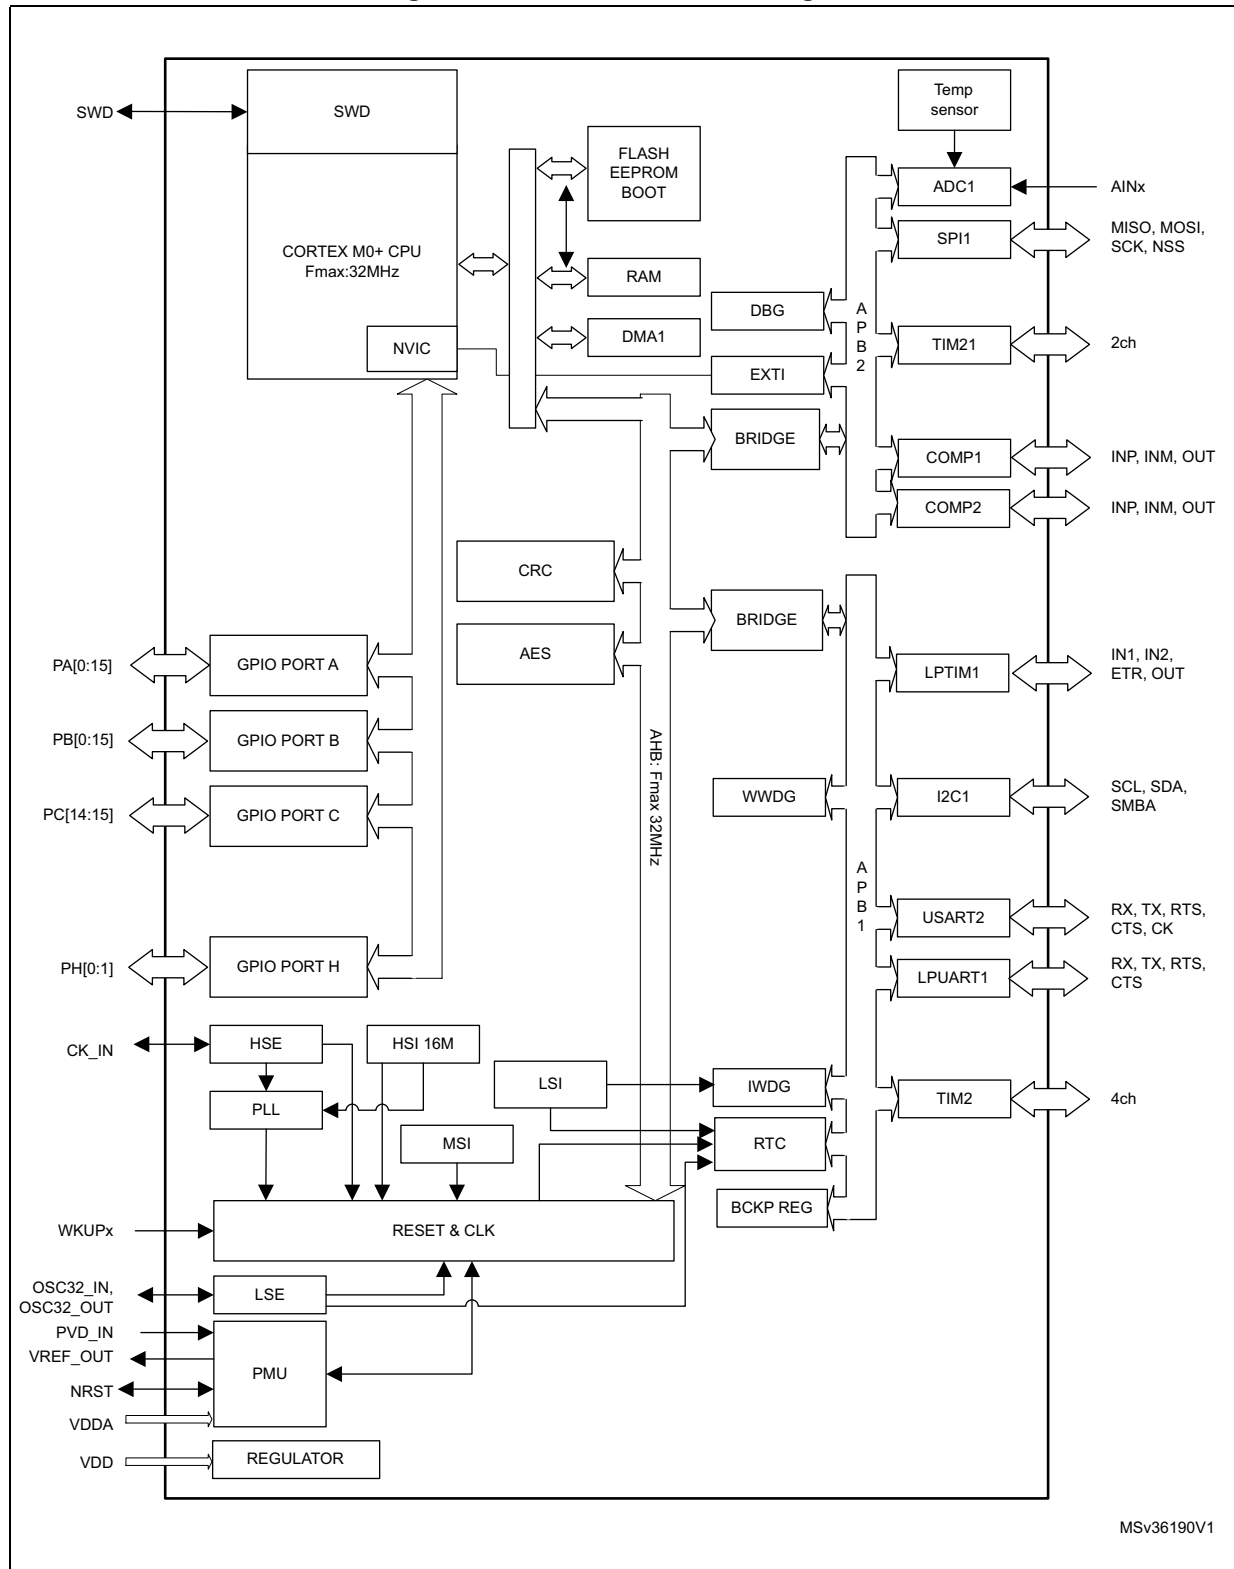 SWD
SWD
Temp
sensor
FLASH
EEPROM
BOOT
ADC1
AINx
SPI1
MISO, MOSI,
SCK, NSS
CORTEX M0+ CPU
Fmax:32MHz
RAM
DBG
APB2
DMA1
TIM21
2ch
NVIC
EXTI
BRIDGE
COMP1
INP, INM, OUT
COMP2
INP, INM, OUT
CRC
BRIDGE
AES
PA[0:15]
GPIO PORT A
LPTIM1
IN1, IN2,
ETR, OUT
PB[0:15]
GPIO PORT B
AHB: Fmax 32MHz
WWDG
I2C1
SCL, SDA,
SMBA
PC[14:15]
GPIO PORT C
APB1
USART2
RX, TX, RTS,
CTS, CK
PH[0:1]
GPIO PORT H
LPUART1
RX, TX, RTS,
CTS
CK_IN
HSE
HSI 16M
LSI
IWDG
PLL
TIM2
4ch
MSI
RTC
BCKP REG
WKUPx
RESET & CLK
OSC32_IN,
OSC32_OUT
LSE
PVD_IN
VREF_OUT
PMU
NRST
VDDA
VDD
REGULATOR
MSv36190V1